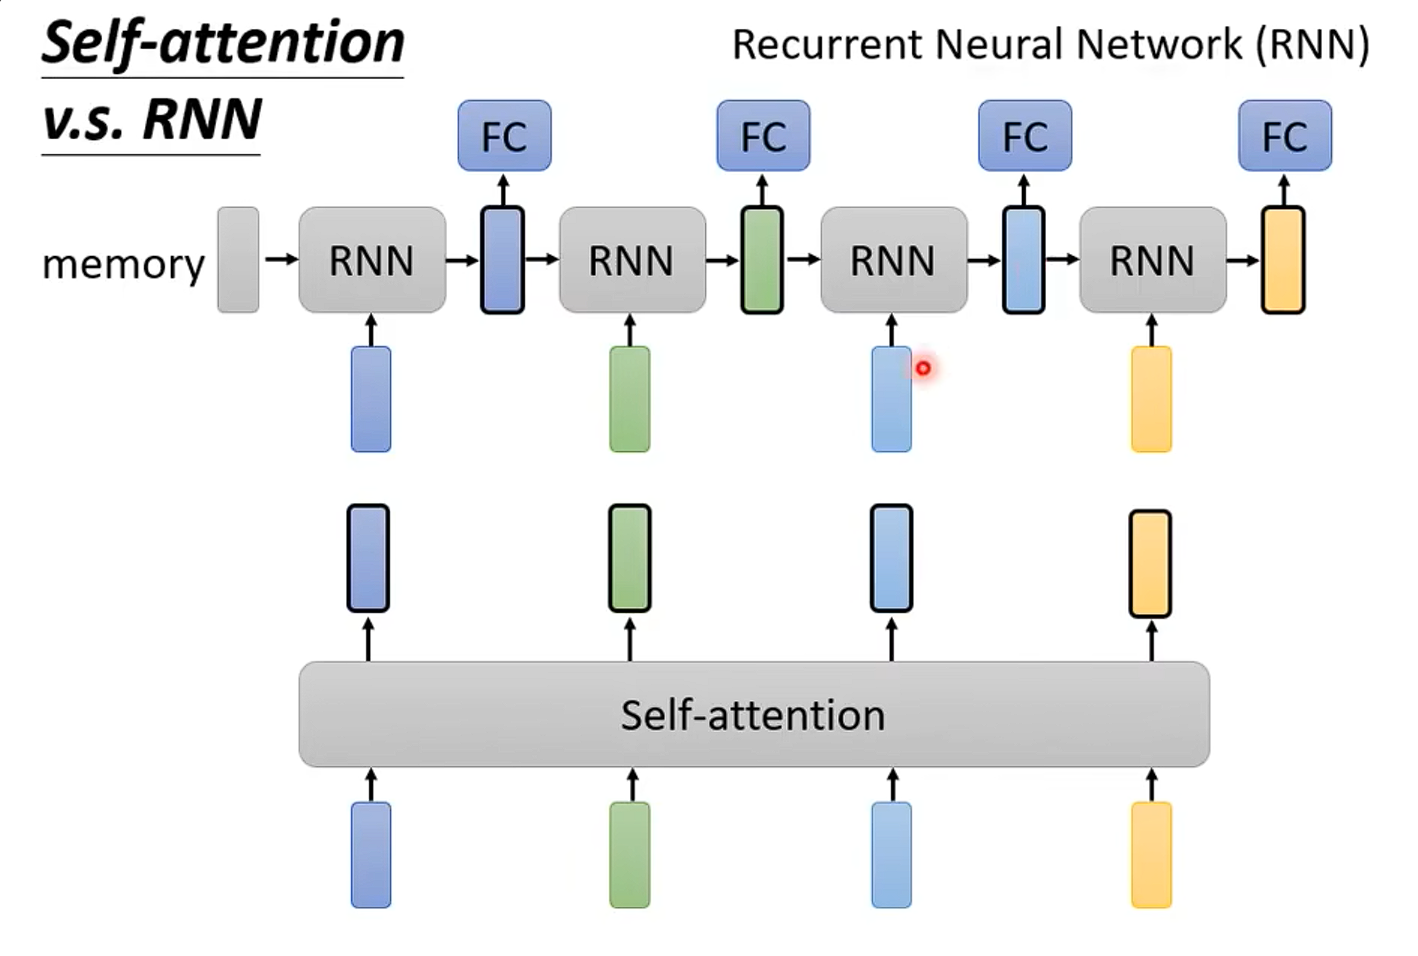 Self-attention
v.s. RNN
Recurrent Neural Network (RNN)
FC
FC
FC
FC
memory
RNN
RNN
RNN
RNN
Self-attention